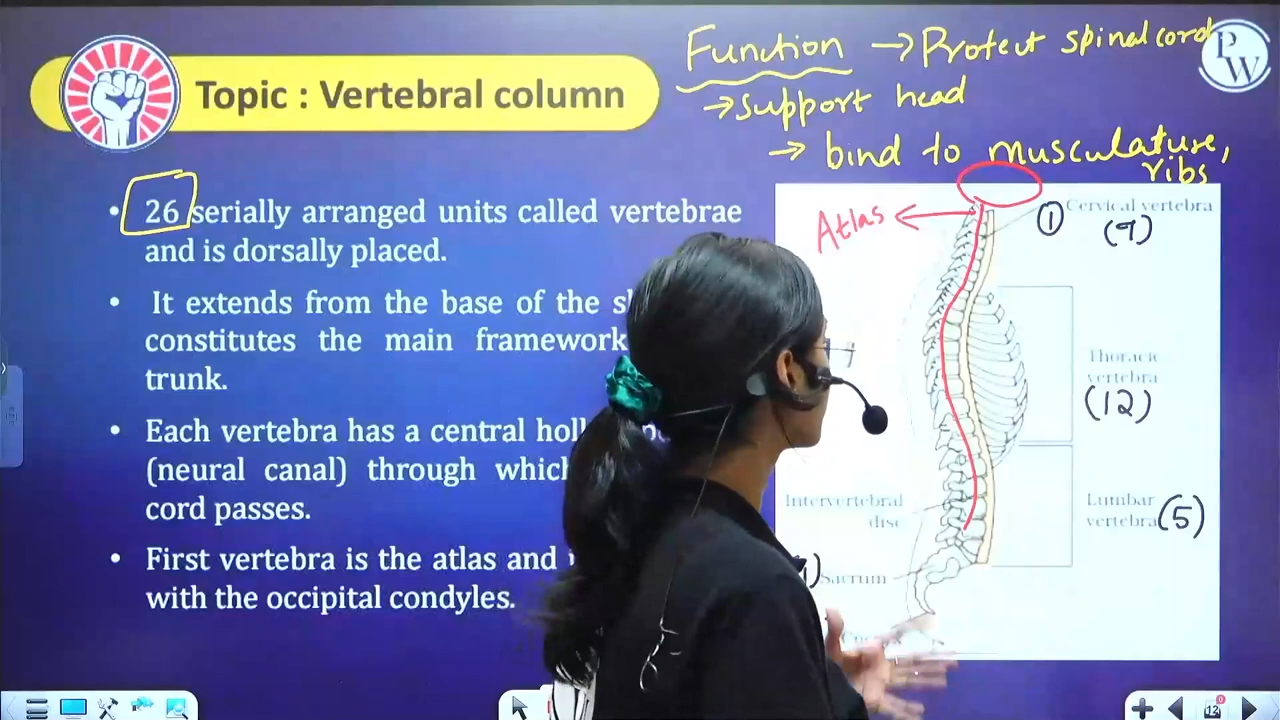 Function → Protect spinal cord
→ support head
→ bind to musculature,
ribs
PW
Topic : Vertebral column
• 26 serially arranged units called vertebrae
and is dorsally placed.
• It extends from the base of the
constitutes the main framework
trunk.
• Each vertebra has a central
(neural canal) through which
cord passes.
• First vertebra is the atlas and
with the occipital condyles.
Atlas
① Cervical vertebra
(7)
Thoracic
vertebra
(12)
Intervertebral
disc
Lumbar
vertebra (5)
Sacrum
12